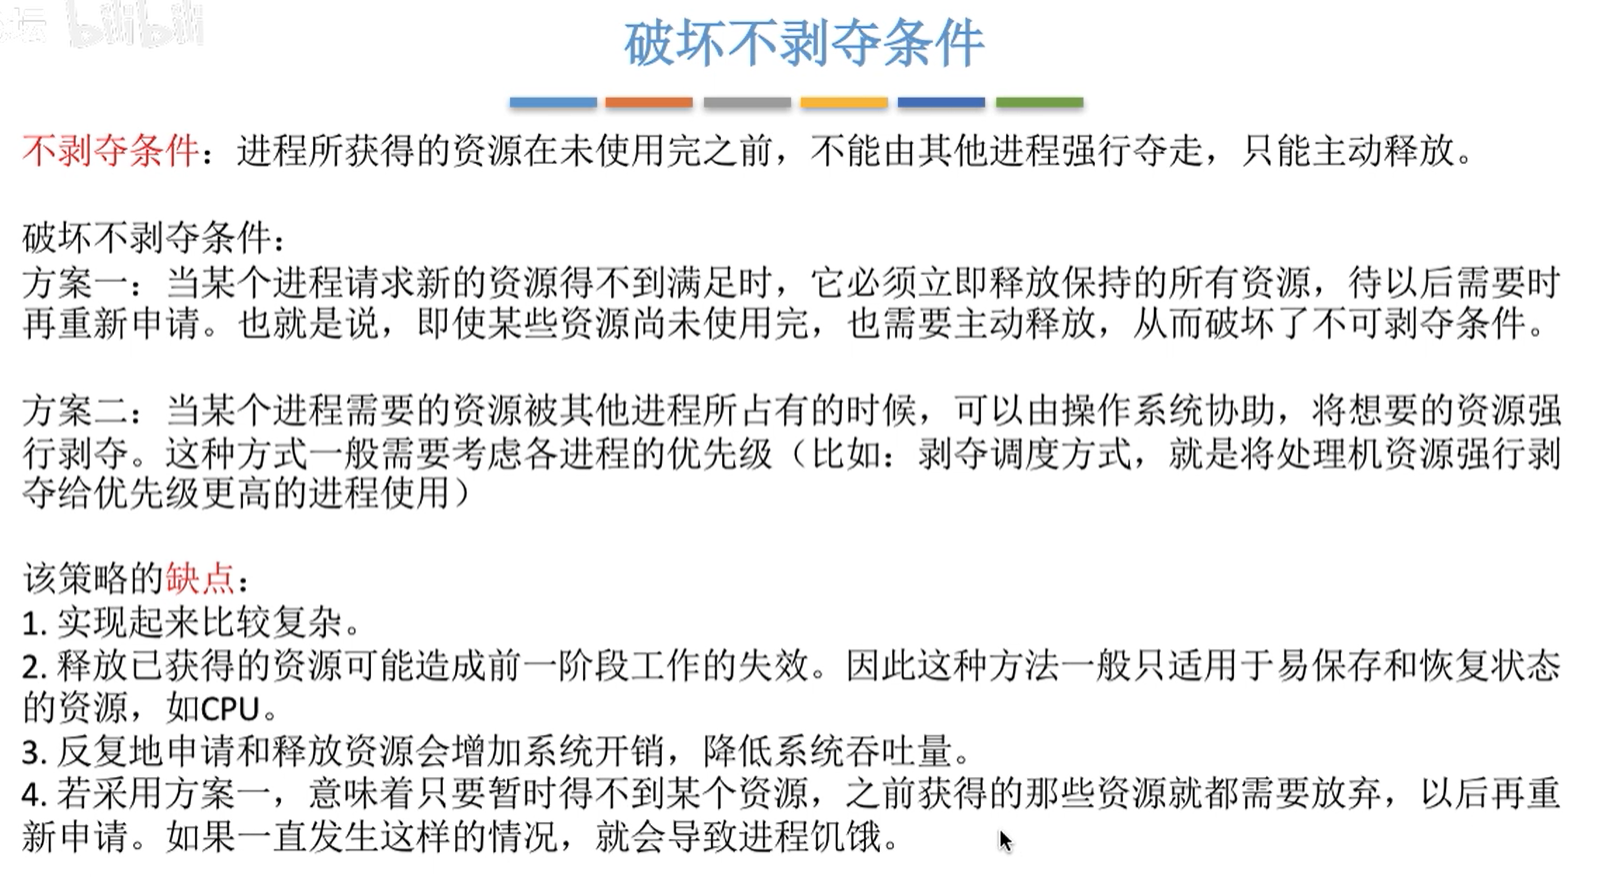 坛 bilibili
破坏不剥夺条件
不剥夺条件：进程所获得的资源在未使用完之前，不能由其他进程强行夺走，只能主动释放。
破坏不剥夺条件：
方案一：当某个进程请求新的资源得不到满足时，它必须立即释放保持的所有资源，待以后需要时
再重新申请。也就是说，即使某些资源尚未使用完，也需要主动释放，从而破坏了不可剥夺条件。
方案二：当某个进程需要的资源被其他进程所占有的时候，可以由操作系统协助，将想要的资源强
行剥夺。这种方式一般需要考虑各进程的优先级（比如：剥夺调度方式，就是将处理机资源强行剥
夺给优先级更高的进程使用）
该策略的缺点：
1. 实现起来比较复杂。
2. 释放已获得的资源可能造成前一阶段工作的失效。因此这种方法一般只适用于易保存和恢复状态
的资源，如CPU。
3. 反复地申请和释放资源会增加系统开销，降低系统吞吐量。
4. 若采用方案一，意味着只要暂时得不到某个资源，之前获得的那些资源就都需要放弃，以后再重
新申请。如果一直发生这样的情况，就会导致进程饥饿。